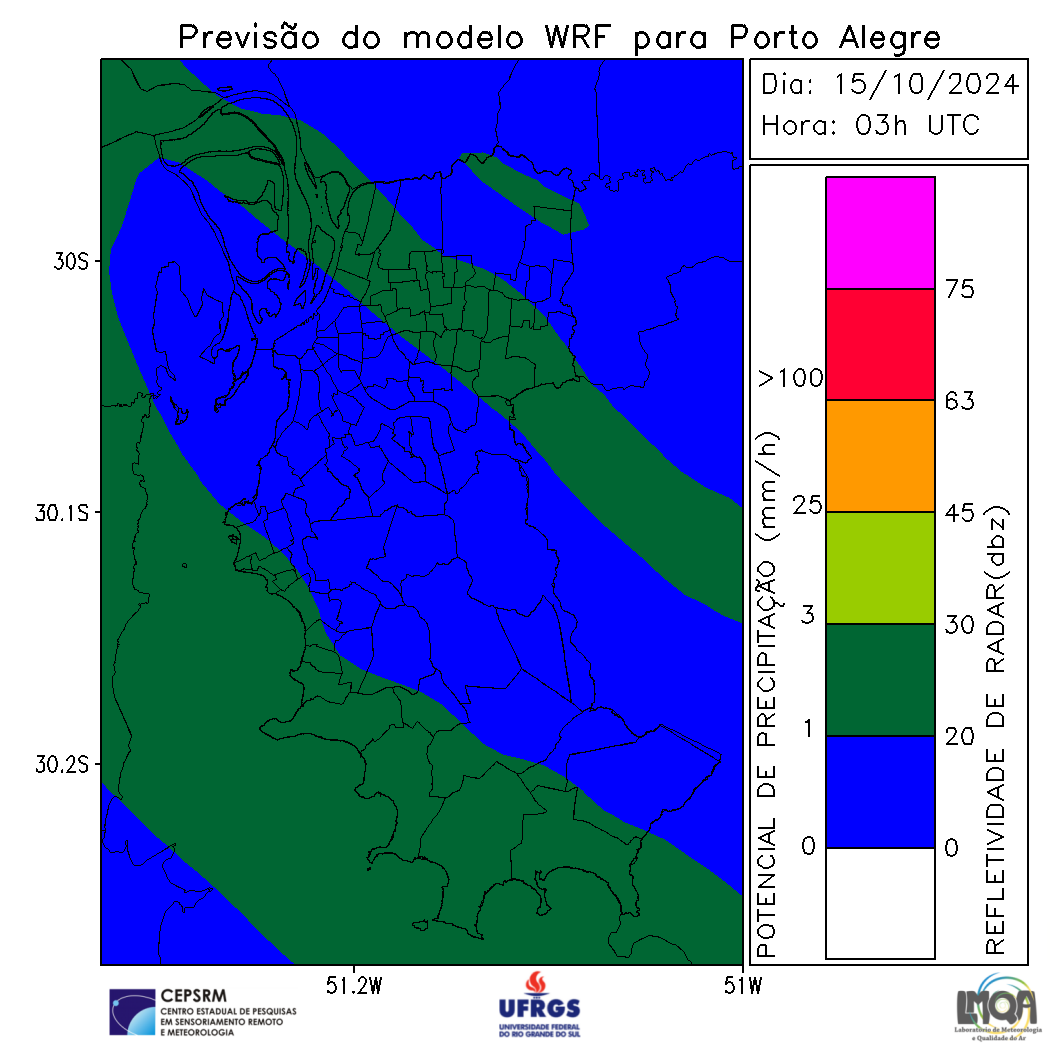 Previsão do modelo WRF para Porto Alegre
Dia: 15/10/2024
Hora: 03h UTC
30S
30.1S
30.2S
51.2W
51W
POTENCIAL DE PRECIPITAÇÃO (mm/h)
>100
25
3
1
0
75
63
45
30
20
0
REFLETIVIDADE DE RADAR(dbz)
CEPSRM
CENTRO ESTADUAL DE PESQUISAS
EM SENSORIAMENTO REMOTO
E METEOROLOGIA
UFRGS
UNIVERSIDADE FEDERAL
DO RIO GRANDE DO SUL
LMQA
Laboratório de Meteorologia
e Qualidade do Ar